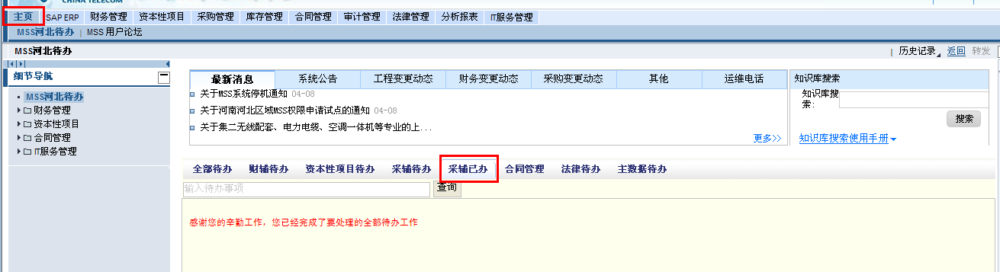 CHINA TELECOM
主页 SAP ERP 财务管理 资本性项目 采购管理 库存管理 合同管理 审计管理 法律管理 分析报表 IT服务管理
MSS河北待办 | MSS 用户论坛
MSS河北待办 历史记录 返回 转发
细节导航
MSS河北待办
财务管理
资本性项目
合同管理
IT服务管理
最新消息 系统公告 工程变更动态 财务变更动态 采购变更动态 其他 运维电话
关于MSS系统停机通知 04-08
关于河南河北区域MSS权限申请试点的通知 04-08
关于集二无线配套、电力电缆、空调一体机等专业的上...
更多>>
知识库搜索
知识库搜索:
搜索
知识库搜索使用手册
全部待办 财辅待办 资本性项目待办 采辅待办 采辅已办 合同管理 法律待办 主数据待办
输入待办事项 查询
感谢您的辛勤工作，您已经完成了要处理的全部待办工作